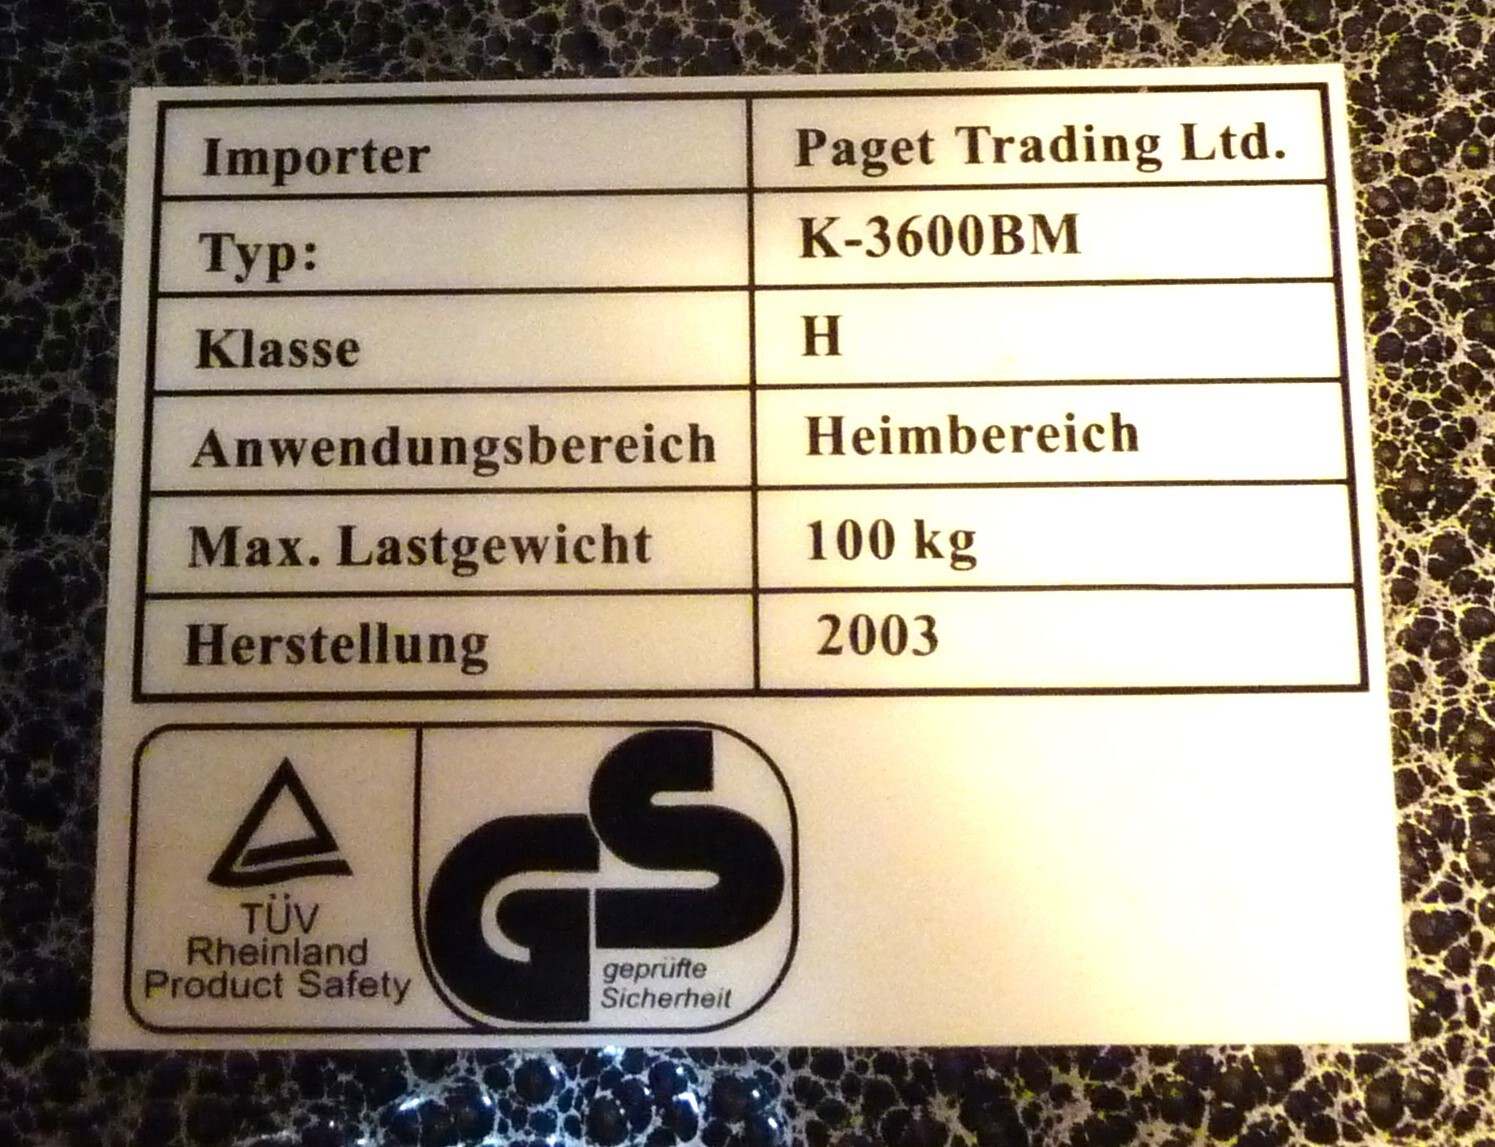 Importer Paget Trading Ltd.
Typ: K-3600BM
Klasse H
Anwendungsbereich Heimbereich
Max. Lastgewicht 100 kg
Herstellung 2003
TÜV
Rheinland
Product Safety
GS
geprüfte
Sicherheit